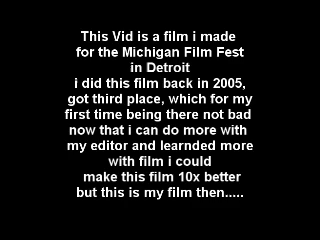 This Vid is a film i made
for the Michigan Film Fest
in Detroit
i did this film back in 2005,
got third place, which for my
first time being there not bad
now that i can do more with
my editor and learnded more
with film i could
make this film 10x better
but this is my film then.....